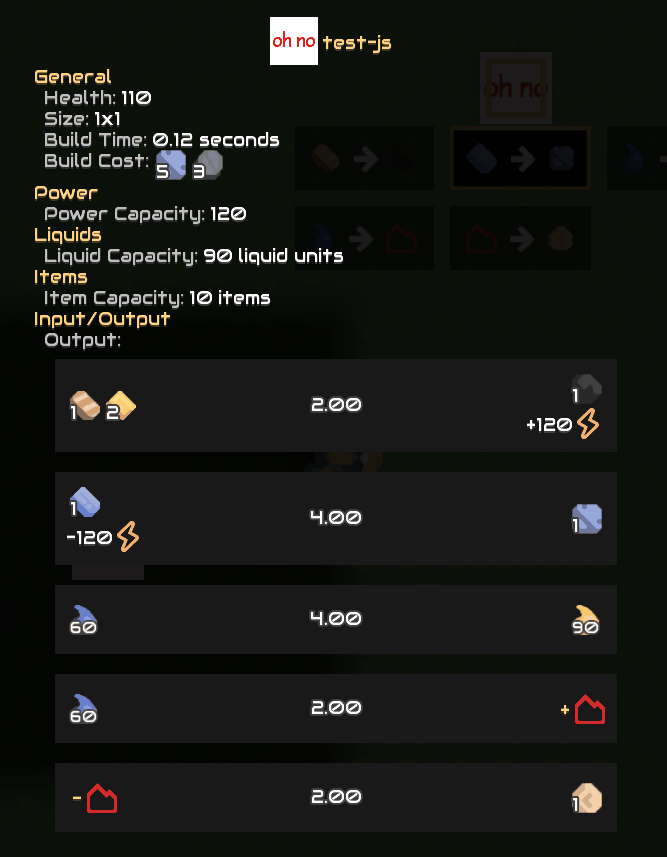 oh no test-js
oh no
General
Health: 110
Size: 1x1
Build Time: 0.12 seconds
Build Cost: 5 3
Power
Power Capacity: 120
Liquids
Liquid Capacity: 90 liquid units
Items
Item Capacity: 10 items
Input/Output
Output:
1 2 2.00 1
+120
1 4.00 1
-120
60 4.00 90
60 2.00 +
- 2.00 1